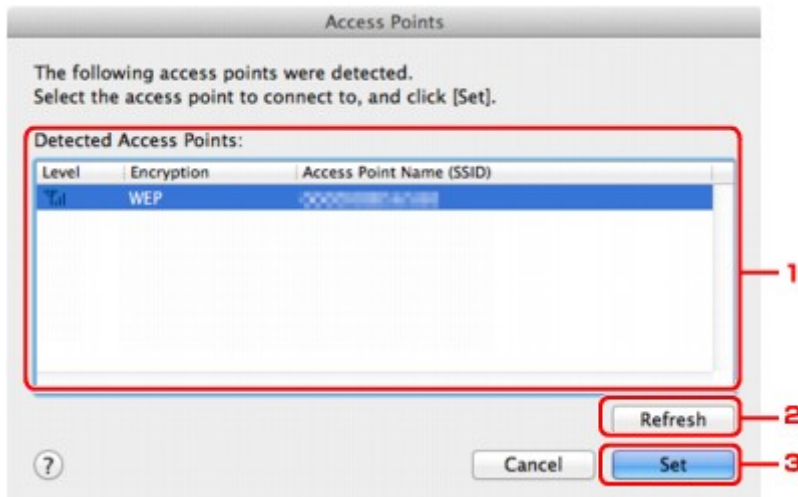 Access Points
The following access points were detected.
Select the access point to connect to, and click [Set].
Detected Access Points:
Level Encryption Access Point Name (SSID)
WEP
1
Refresh
2
?
Cancel
Set
3